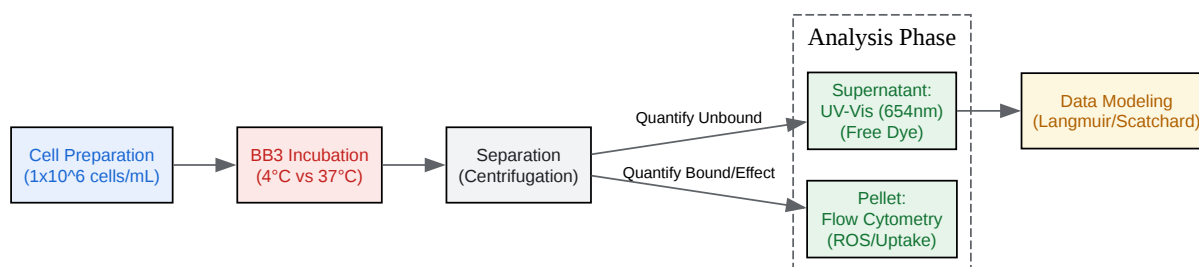 Cell Preparation
(1x10^6 cells/mL)
BB3 Incubation
(4°C vs 37°C)
Separation
(Centrifugation)
Quantify Unbound
Quantify Bound/Effect
Analysis Phase
Supernatant:
UV-Vis (654nm)
(Free Dye)
Pellet:
Flow Cytometry
(ROS/Uptake)
Data Modeling
(Langmuir/Scatchard)